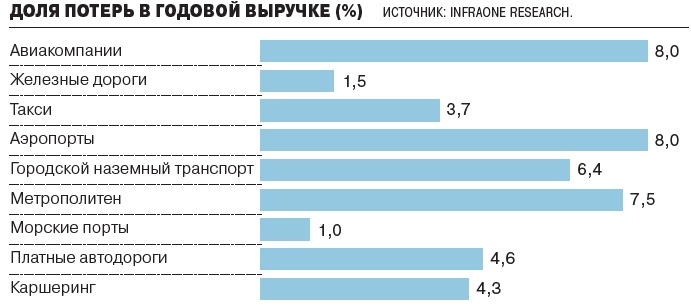 ДОЛЯ ПОТЕРЬ В ГОДОВОЙ ВЫРУЧКЕ (%) ИСТОЧНИК: INFRAONE RESEARCH.
Авиакомпании 8,0
Железные дороги 1,5
Такси 3,7
Аэропорты 8,0
Городской наземный транспорт 6,4
Метрополитен 7,5
Морские порты 1,0
Платные автодороги 4,6
Каршеринг 4,3